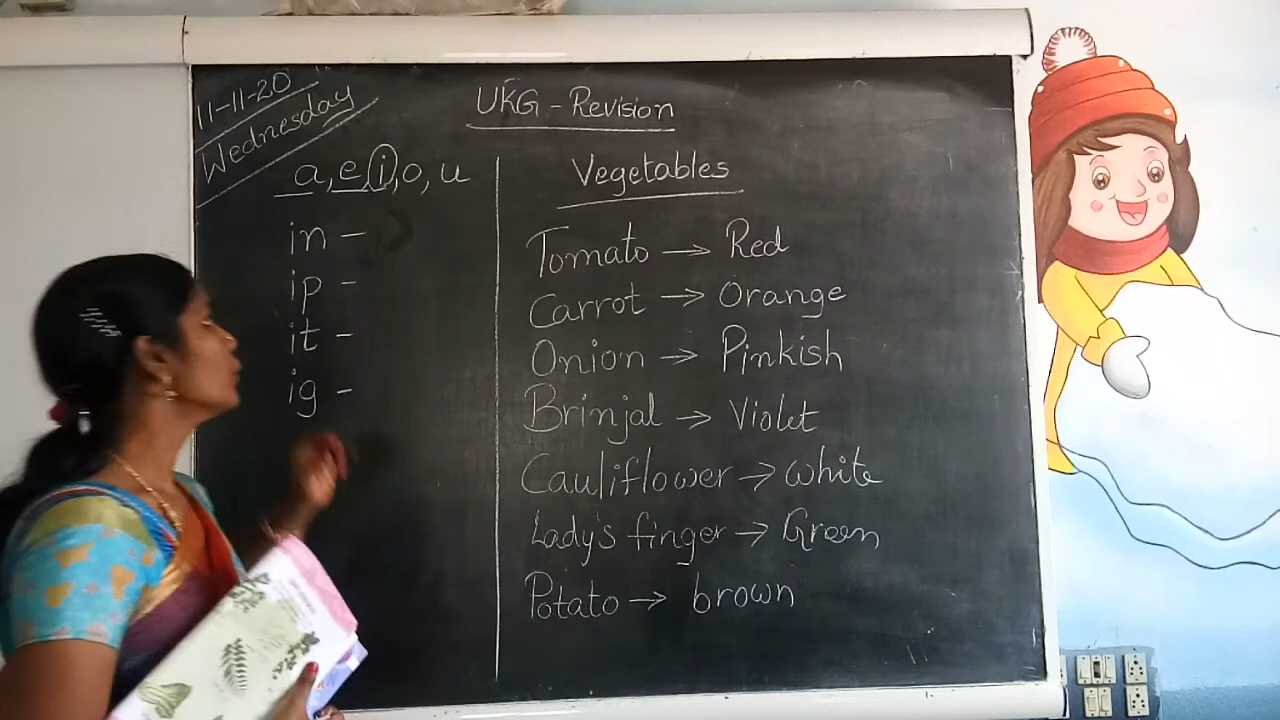 11-11-20
Wednesday
UKG - Revision
a, e, i, o, u
in -
ip -
it -
ig -
Vegetables
Tomato → Red
Carrot → Orange
Onion → Pinkish
Brinjal → Violet
Cauliflower → white
Lady's finger → Green
Potato → brown